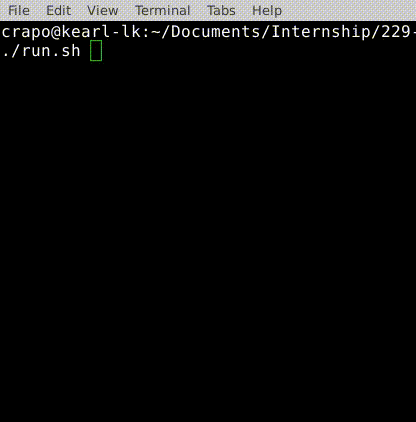 File Edit View Terminal Tabs Help
crapo@kearl-lk:~/Documents/Internship/229-
./run.sh